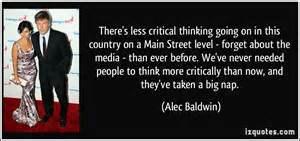 There's less critical thinking going on in this
country on a Main Street level - forget about the
media - than ever before. We've never needed
people to think more critically than now, and
they've taken a big nap.
(Alec Baldwin)
izquotes.com